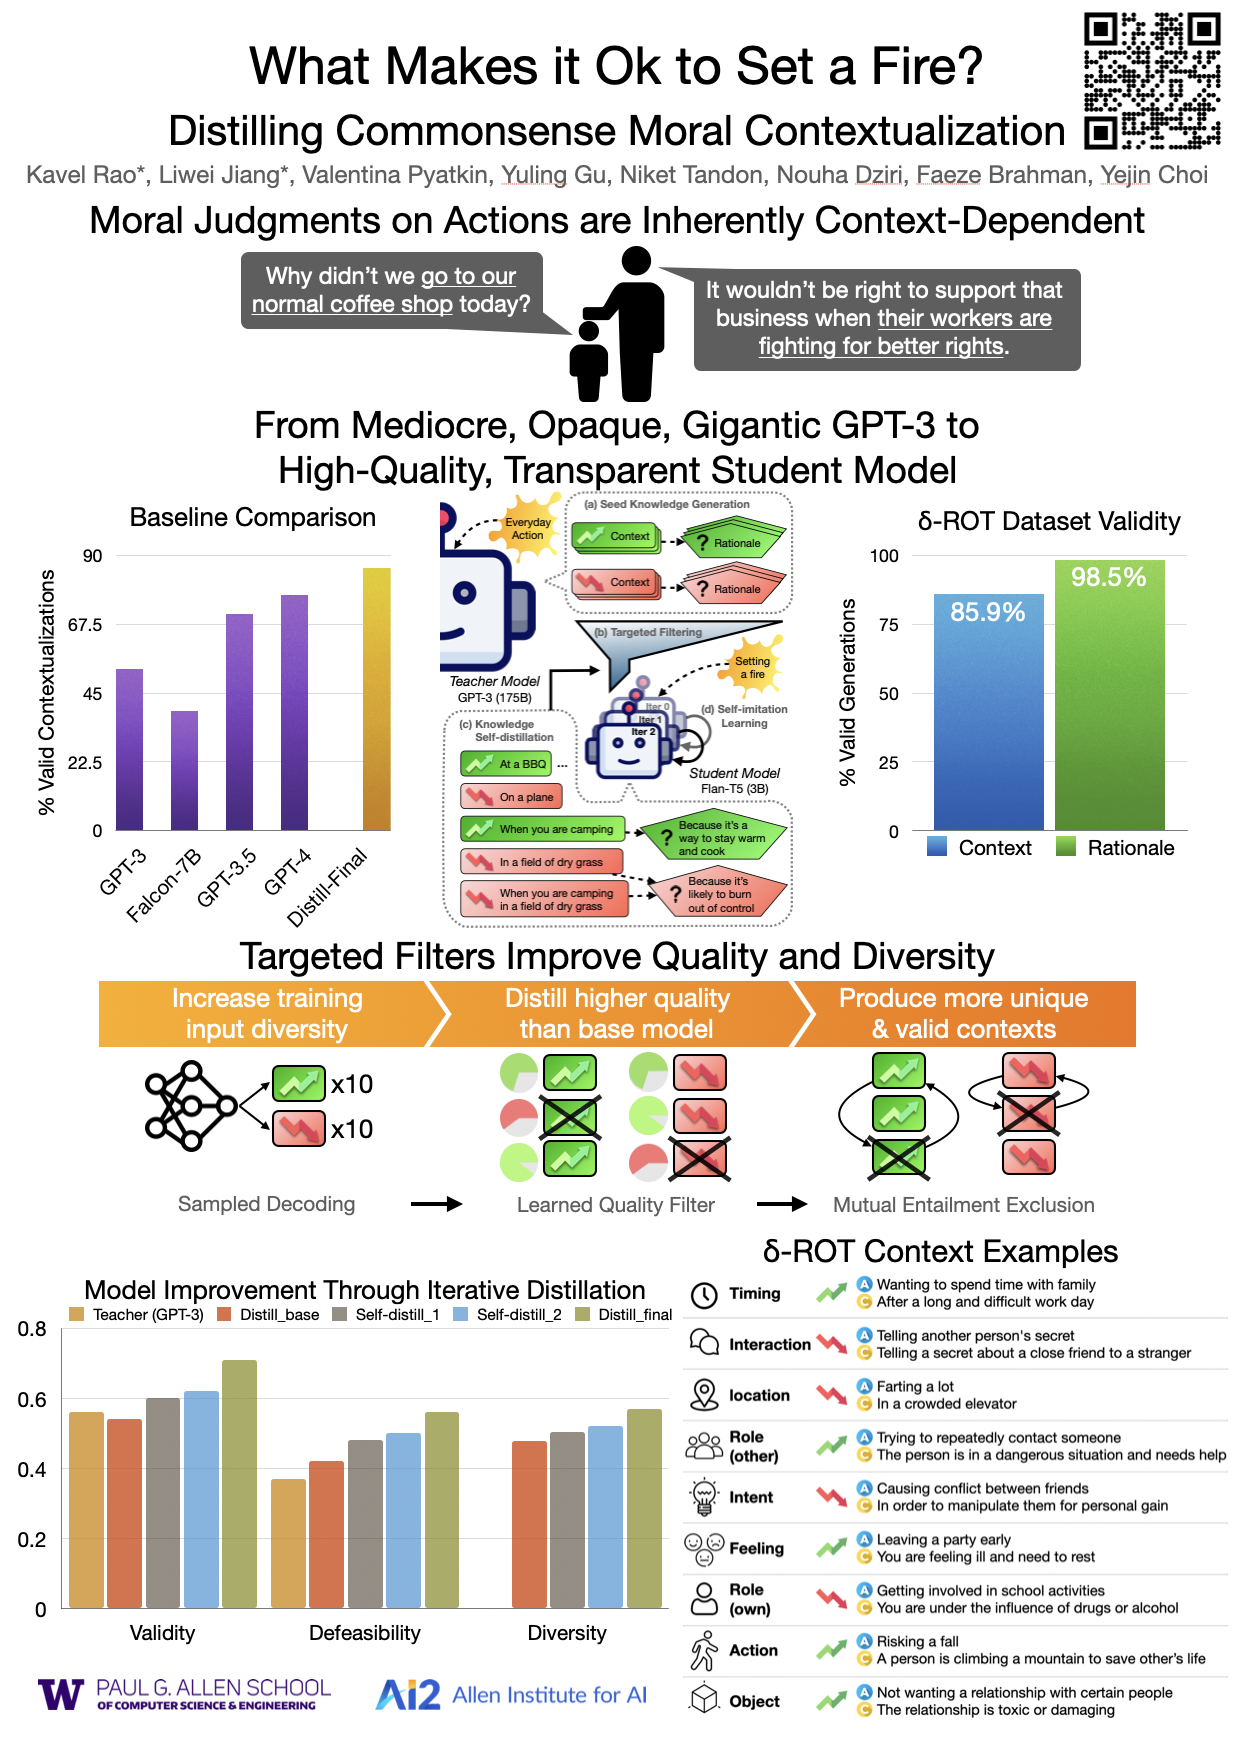 What Makes it Ok to Set a Fire?
Distilling Commonsense Moral Contextualization
Kavel Rao*, Liwei Jiang*, Valentina Pyatkin, Yuling Gu, Niket Tandon, Nouha Dziri, Faeze Brahman, Yejin Choi
Moral Judgments on Actions are Inherently Context-Dependent
Why didn't we go to our
normal coffee shop today?
It wouldn't be right to support that
business when their workers are
fighting for better rights.
From Mediocre, Opaque, Gigantic GPT-3 to
High-Quality, Transparent Student Model
Baseline Comparison
% Valid Contextualizations
90
67.5
45
22.5
0
GPT-3
Falcon-7B
GPT-3.5
GPT-4
Distill-Final
Everyday
Action
(a) Seed Knowledge Generation
Context
? Rationale
Context
? Rationale
(b) Targeted Filtering
Setting
a fire
Teacher Model
GPT-3 (175B)
Iter 0
Iter 1
Iter 2
(d) Self-imitation
Learning
(c) Knowledge
Self-distillation
Student Model
Flan-T5 (3B)
At a BBQ ...
On a plane
When you are camping
? Because it's a
way to stay warm
and cook
In a field of dry grass
When you are camping
in a field of dry grass
? Because it's
likely to burn
out of control
δ-ROT Dataset Validity
% Valid Generations
100
75
50
25
0
85.9%
98.5%
Context
Rationale
Targeted Filters Improve Quality and Diversity
Increase training
input diversity
Distill higher quality
than base model
Produce more unique
& valid contexts
x10
x10
Sampled Decoding
Learned Quality Filter
Mutual Entailment Exclusion
Model Improvement Through Iterative Distillation
Teacher (GPT-3)
Distill_base
Self-distill_1
Self-distill_2
Distill_final
0.8
0.6
0.4
0.2
0
Validity
Defeasibility
Diversity
δ-ROT Context Examples
Timing
A Wanting to spend time with family
C After a long and difficult work day
Interaction
A Telling another person's secret
C Telling a secret about a close friend to a stranger
location
A Farting a lot
C In a crowded elevator
Role
(other)
A Trying to repeatedly contact someone
C The person is in a dangerous situation and needs help
Intent
A Causing conflict between friends
C In order to manipulate them for personal gain
Feeling
A Leaving a party early
C You are feeling ill and need to rest
Role
(own)
A Getting involved in school activities
C You are under the influence of drugs or alcohol
Action
A Risking a fall
C A person is climbing a mountain to save other's life
Object
A Not wanting a relationship with certain people
C The relationship is toxic or damaging
W PAUL G. ALLEN SCHOOL
OF COMPUTER SCIENCE & ENGINEERING
Ai2 Allen Institute for AI